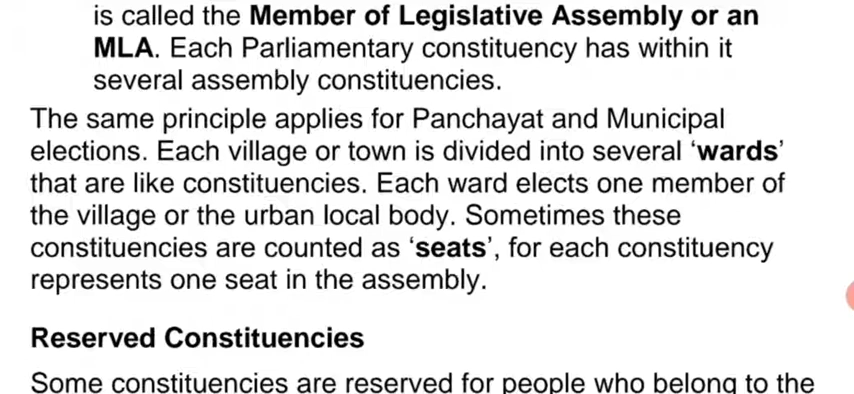 is called the Member of Legislative Assembly or an
MLA. Each Parliamentary constituency has within it
several assembly constituencies.
The same principle applies for Panchayat and Municipal
elections. Each village or town is divided into several ‘wards’
that are like constituencies. Each ward elects one member of
the village or the urban local body. Sometimes these
constituencies are counted as ‘seats’, for each constituency
represents one seat in the assembly.
Reserved Constituencies
Some constituencies are reserved for people who belong to the